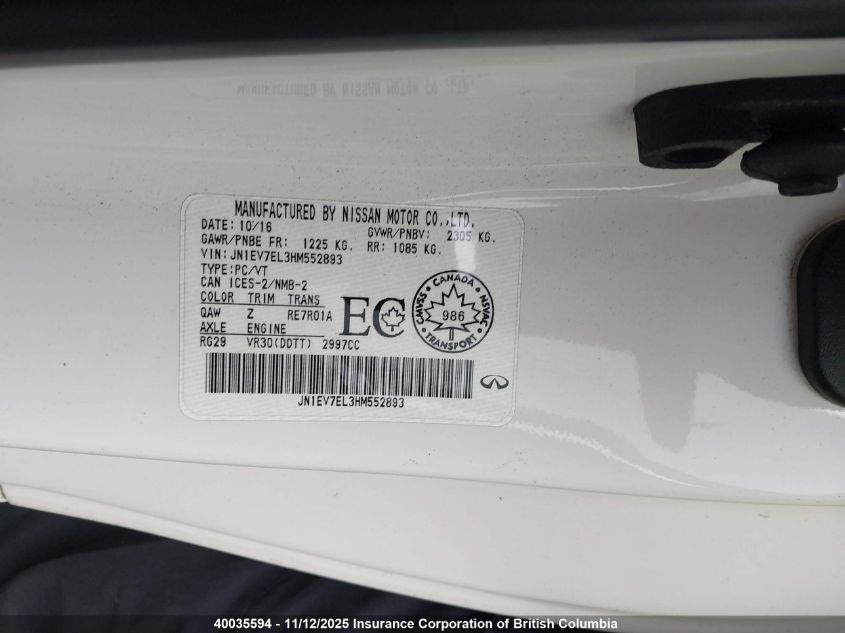 MANUFACTURED BY NISSAN MOTOR CO.,LTD.
DATE: 10/16 GVWR/PNBV: 2305 KG.
GAWR/PNBE FR: 1225 KG. RR: 1085 KG.
VIN: JN1EV7EL3HM552893
TYPE:PC/VT
CAN ICES-2/NMB-2
COLOR TRIM TRANS
QAW Z RE7R01A
AXLE ENGINE
RG29 VR30(DDTT) 2997CC
EC
CANADA
CMVSS 986 NSVAC
TRANSPORT
JN1EV7EL3HM552893
40035594 - 11/12/2025 Insurance Corporation of British Columbia